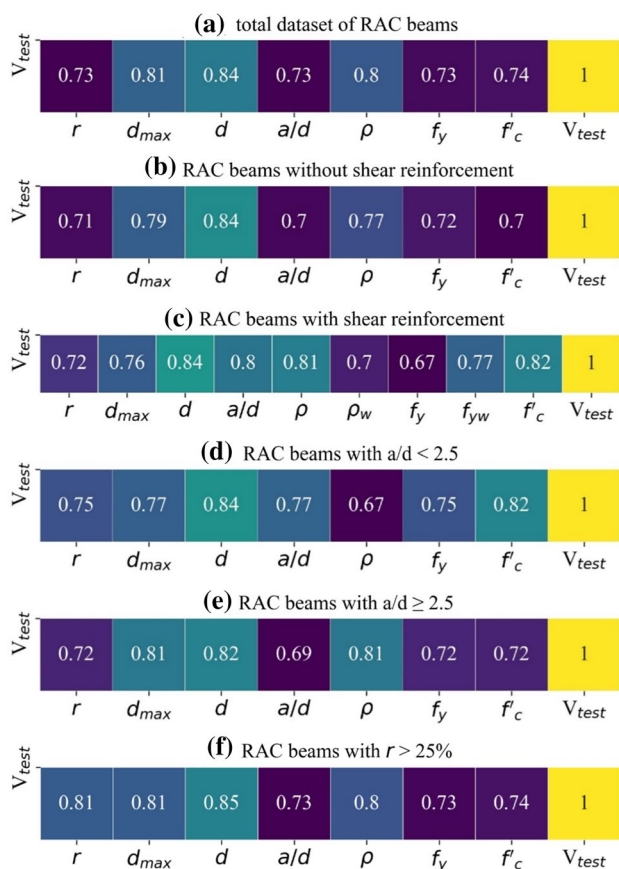 (a) total dataset of RAC beams
V_test
0.73 0.81 0.84 0.73 0.8 0.73 0.74 1
r d_max d a/d ρ f_y f'_c V_test
(b) RAC beams without shear reinforcement
V_test
0.71 0.79 0.84 0.7 0.77 0.72 0.7 1
r d_max d a/d ρ f_y f'_c V_test
(c) RAC beams with shear reinforcement
V_test
0.72 0.76 0.84 0.8 0.81 0.7 0.67 0.77 0.82 1
r d_max d a/d ρ ρ_w f_y f_yw f'_c V_test
(d) RAC beams with a/d < 2.5
V_test
0.75 0.77 0.84 0.77 0.67 0.75 0.82 1
r d_max d a/d ρ f_y f'_c V_test
(e) RAC beams with a/d ≥ 2.5
V_test
0.72 0.81 0.82 0.69 0.81 0.72 0.72 1
r d_max d a/d ρ f_y f'_c V_test
(f) RAC beams with r > 25%
V_test
0.81 0.81 0.85 0.73 0.8 0.73 0.74 1
r d_max d a/d ρ f_y f'_c V_test